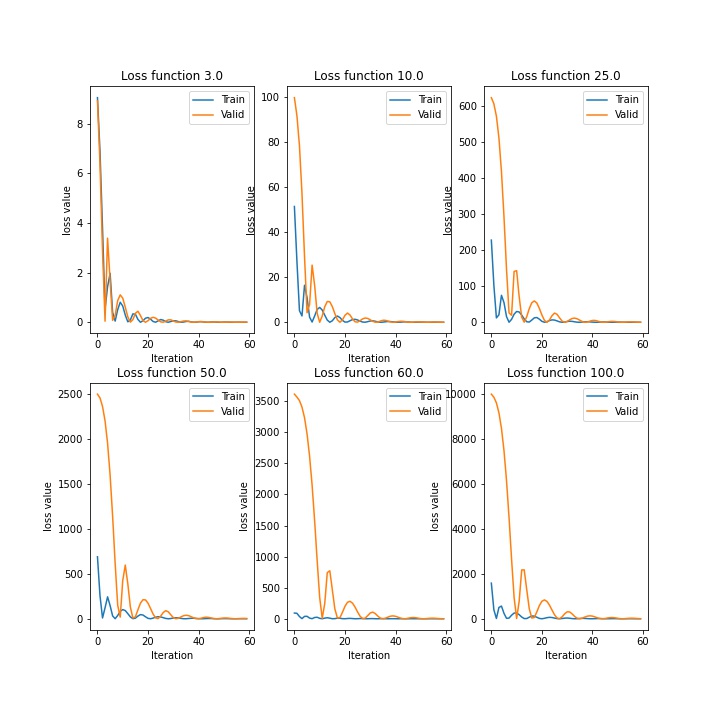 Loss function 3.0
Train
Valid
loss value
8
6
4
2
0
0 20 40 60
Iteration
Loss function 10.0
Train
Valid
loss value
100
80
60
40
20
0
0 20 40 60
Iteration
Loss function 25.0
Train
Valid
loss value
600
500
400
300
200
100
0
0 20 40 60
Iteration
Loss function 50.0
Train
Valid
loss value
2500
2000
1500
1000
500
0
0 20 40 60
Iteration
Loss function 60.0
Train
Valid
loss value
3500
3000
2500
2000
1500
1000
500
0
0 20 40 60
Iteration
Loss function 100.0
Train
Valid
loss value
10000
8000
6000
4000
2000
0
0 20 40 60
Iteration